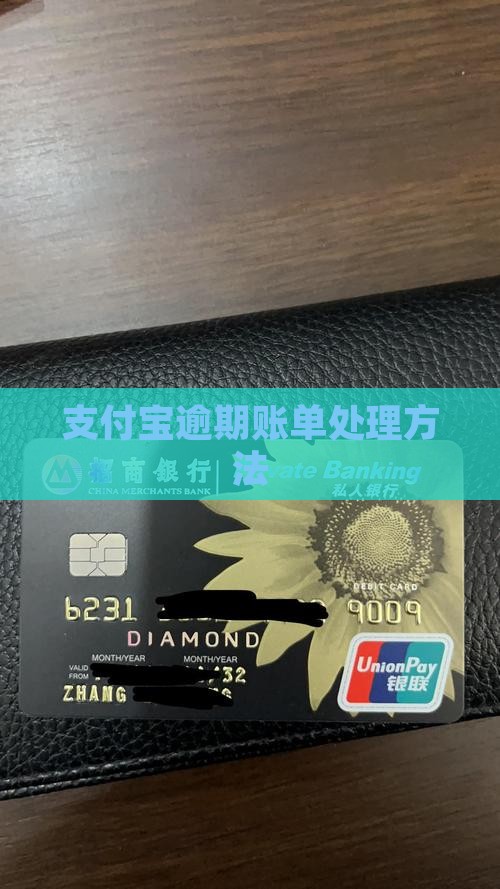 支付宝逾期账单处理方
法
招商銀行
CHINA MERCHANTS BANK
Private Banking
私人银行
DEBIT CARD
6231 9009
DIAMOND
MONTH/YEAR MONTH/YEAR
VALID
FROM
/32
ZHANG
UnionPay
银联